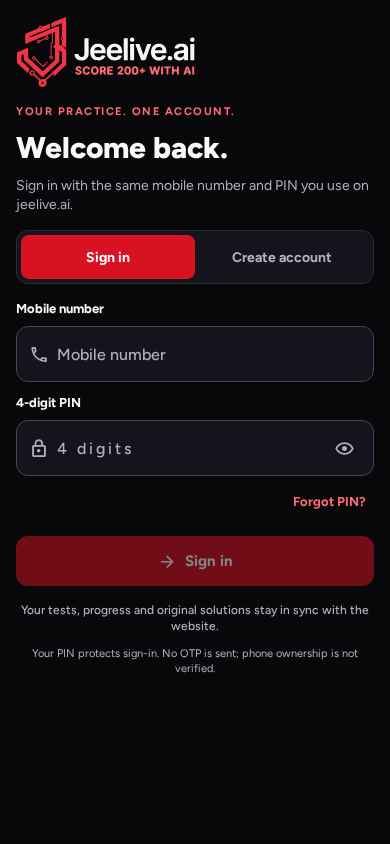 Jeelive.ai
SCORE 200+ WITH AI
YOUR PRACTICE. ONE ACCOUNT.
Welcome back.
Sign in with the same mobile number and PIN you use on
jeelive.ai.
Sign in
Create account
Mobile number
Mobile number
4-digit PIN
4 digits
Forgot PIN?
Sign in
Your tests, progress and original solutions stay in sync with the
website.
Your PIN protects sign-in. No OTP is sent; phone ownership is not
verified.